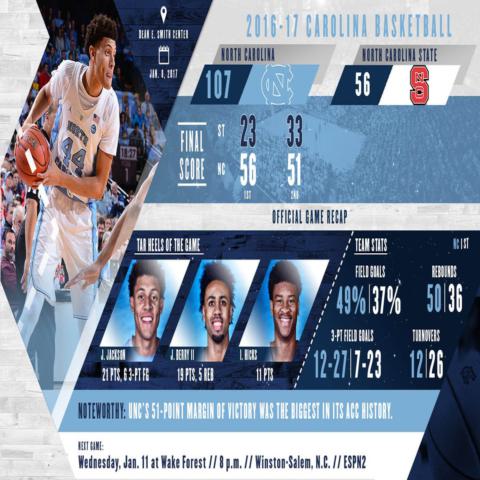 2016-17 CAROLINA BASKETBALL
DEAN E. SMITH CENTER
JAN. 8, 2017
NORTH CAROLINA
107
NORTH CAROLINA STATE
56
FINAL SCORE
ST 23 33
NC 56 51
1ST 2ND
OFFICIAL GAME RECAP
TAR HEELS OF THE GAME
J. JACKSON
21 PTS, 6 3-PT FG
J. BERRY II
19 PTS, 5 REB
I. HICKS
11 PTS
TEAM STATS
NC | ST
FIELD GOALS
49% | 37%
REBOUNDS
50 | 36
3-PT FIELD GOALS
12-27 | 7-23
TURNOVERS
12 | 26
NOTEWORTHY: UNC'S 51-POINT MARGIN OF VICTORY WAS THE BIGGEST IN ITS ACC HISTORY.
NEXT GAME:
Wednesday, Jan. 11 at Wake Forest // 8 p.m. // Winston-Salem, N.C. // ESPN2
NORTH
44